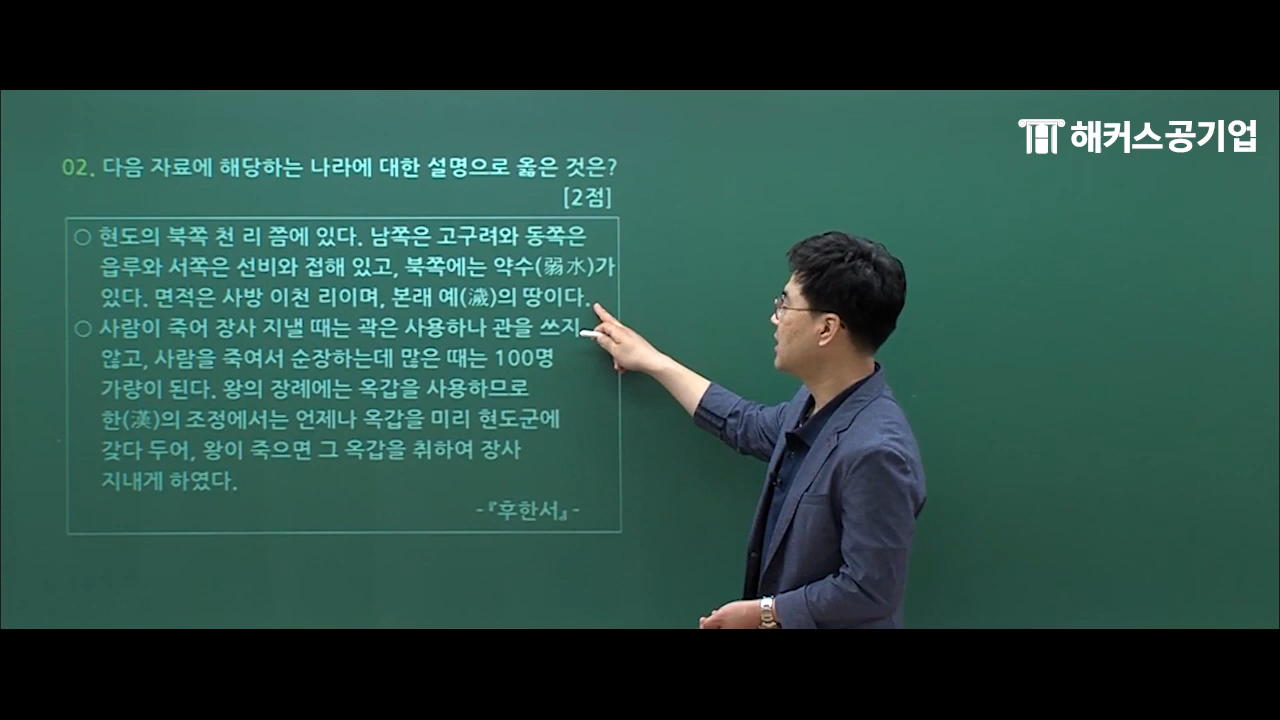 해커스공기업
02. 다음 자료에 해당하는 나라에 대한 설명으로 옳은 것은?
[2점]
○ 현도의 북쪽 천 리 쯤에 있다. 남쪽은 고구려와 동쪽은
읍루와 서쪽은 선비와 접해 있고, 북쪽에는 약수(弱水)가
있다. 면적은 사방 이천 리이며, 본래 예(濊)의 땅이다.
○ 사람이 죽어 장사 지낼 때는 곽은 사용하나 관을 쓰지
않고, 사람을 죽여서 순장하는데 많은 때는 100명
가량이 된다. 왕의 장례에는 옥갑을 사용하므로
한(漢)의 조정에서는 언제나 옥갑을 미리 현도군에
갖다 두어, 왕이 죽으면 그 옥갑을 취하여 장사
지내게 하였다.
-『후한서』-